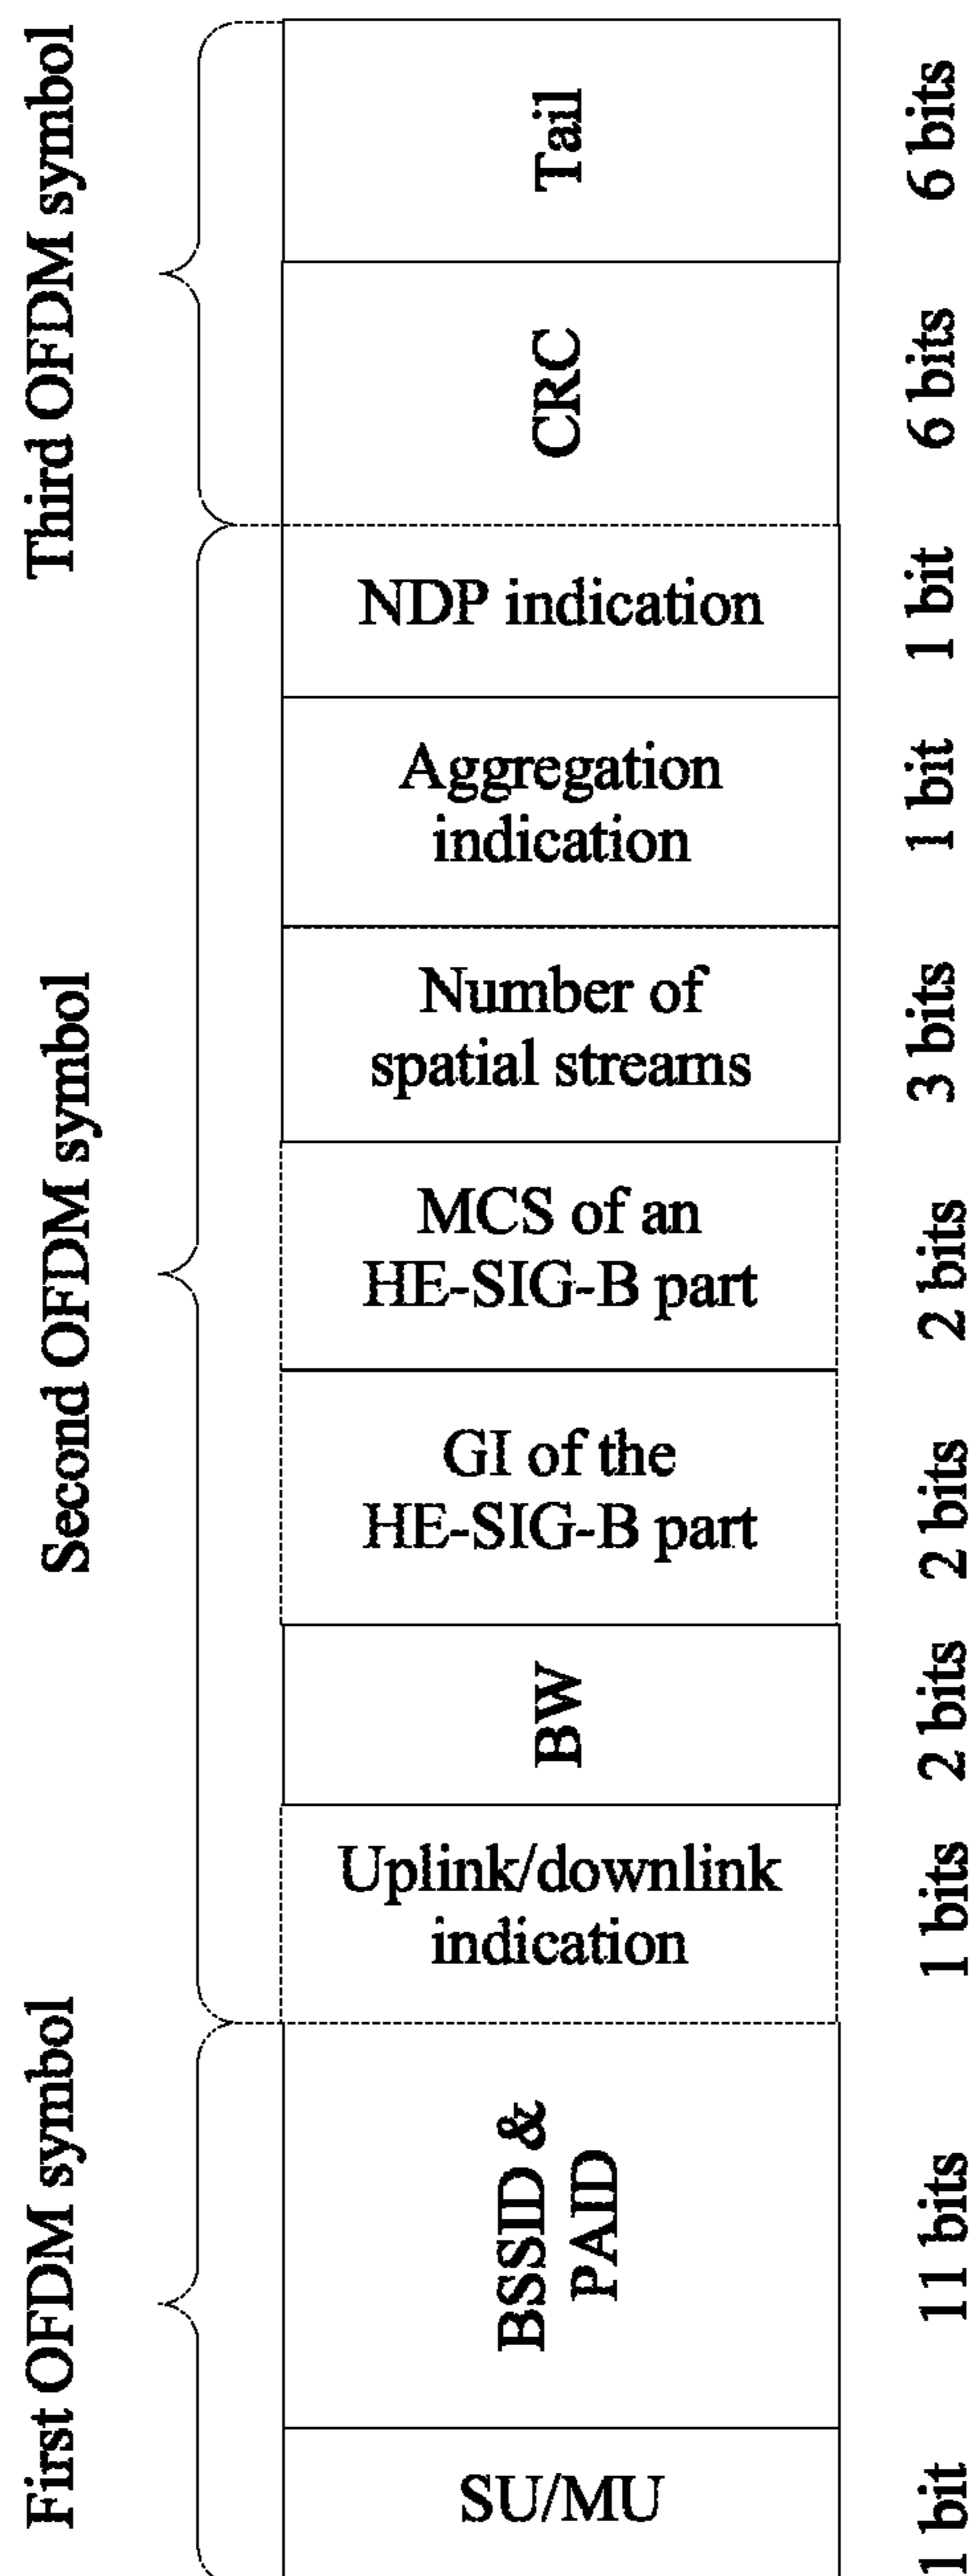 Third OFDM symbol
Tail
6 bits
CRC
6 bits
NDP indication
1 bit
Aggregation
indication
1 bit
Second OFDM symbol
Number of
spatial streams
3 bits
MCS of an
HE-SIG-B part
2 bits
GI of the
HE-SIG-B part
2 bits
BW
2 bits
Uplink/downlink
indication
1 bits
First OFDM symbol
BSSID &
PAID
11 bits
SU/MU
1 bit